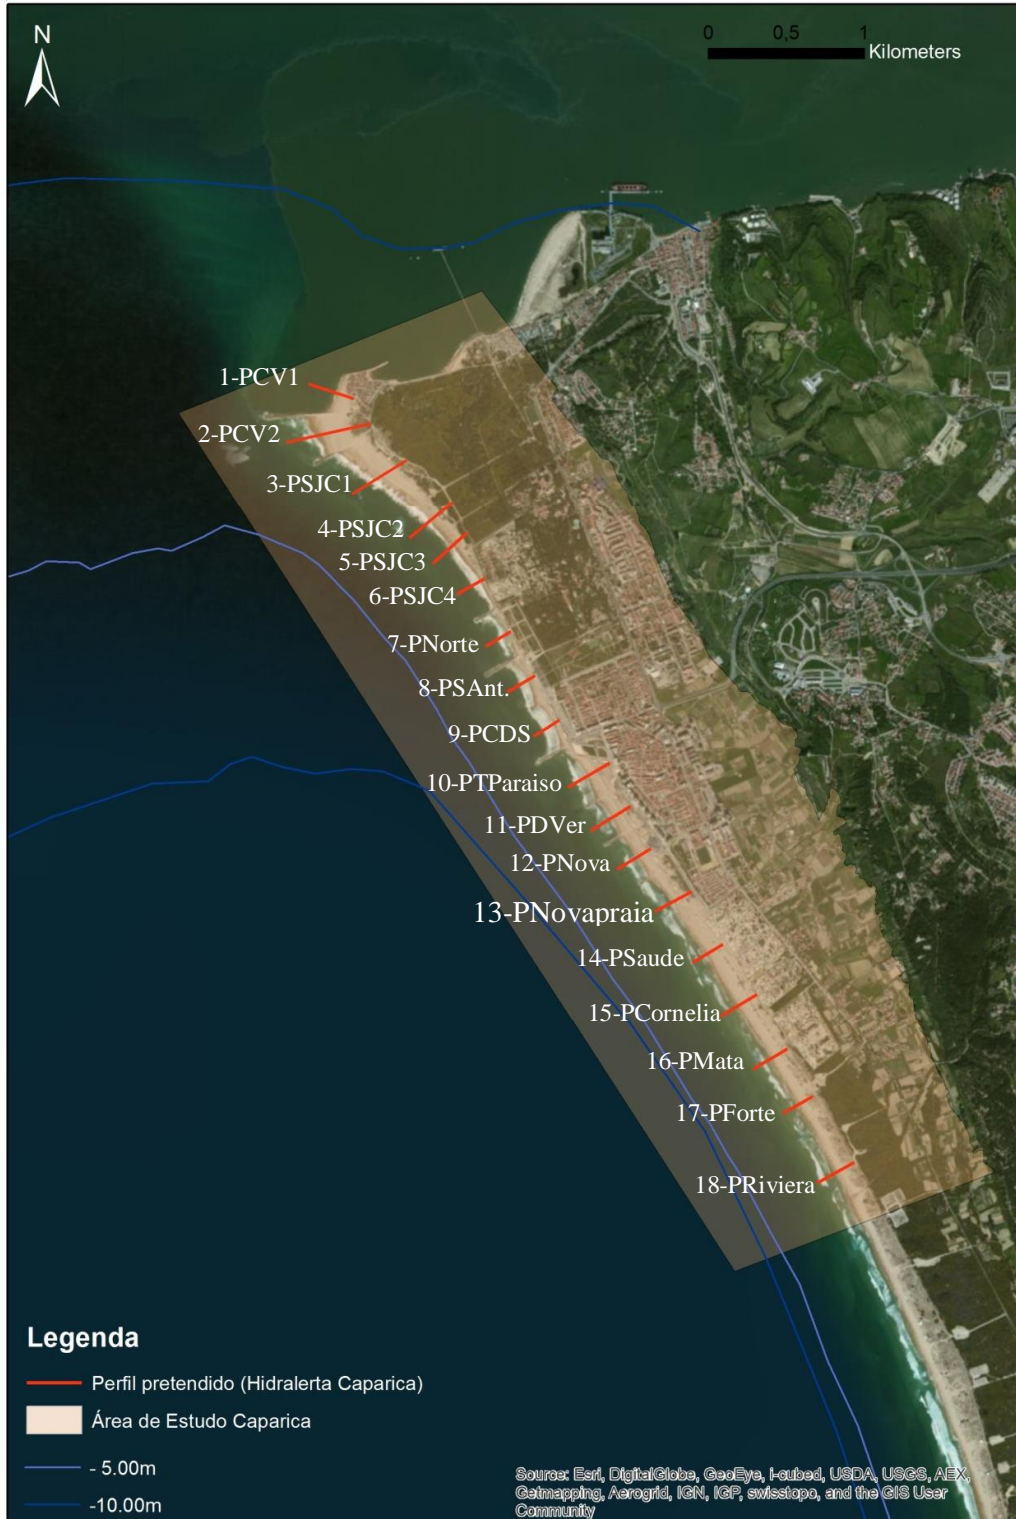 N
0 0,5 1
Kilometers
1-PCV1
2-PCV2
3-PSJC1
4-PSJC2
5-PSJC3
6-PSJC4
7-PNorte
8-PSAnt.
9-PCDS
10-PTParaiso
11-PDVer
12-PNova
13-PNovapraia
14-PSaude
15-PCornelia
16-PMata
17-PForte
18-PRiviera
Legenda
Perfil pretendido (Hidralerta Caparica)
Área de Estudo Caparica
- 5.00m
-10.00m
Source: Esri, DigitalGlobe, GeoEye, i-cubed, USDA, USGS, AEX,
Getmapping, Aerogrid, IGN, IGP, swisstopo, and the GIS User
Community